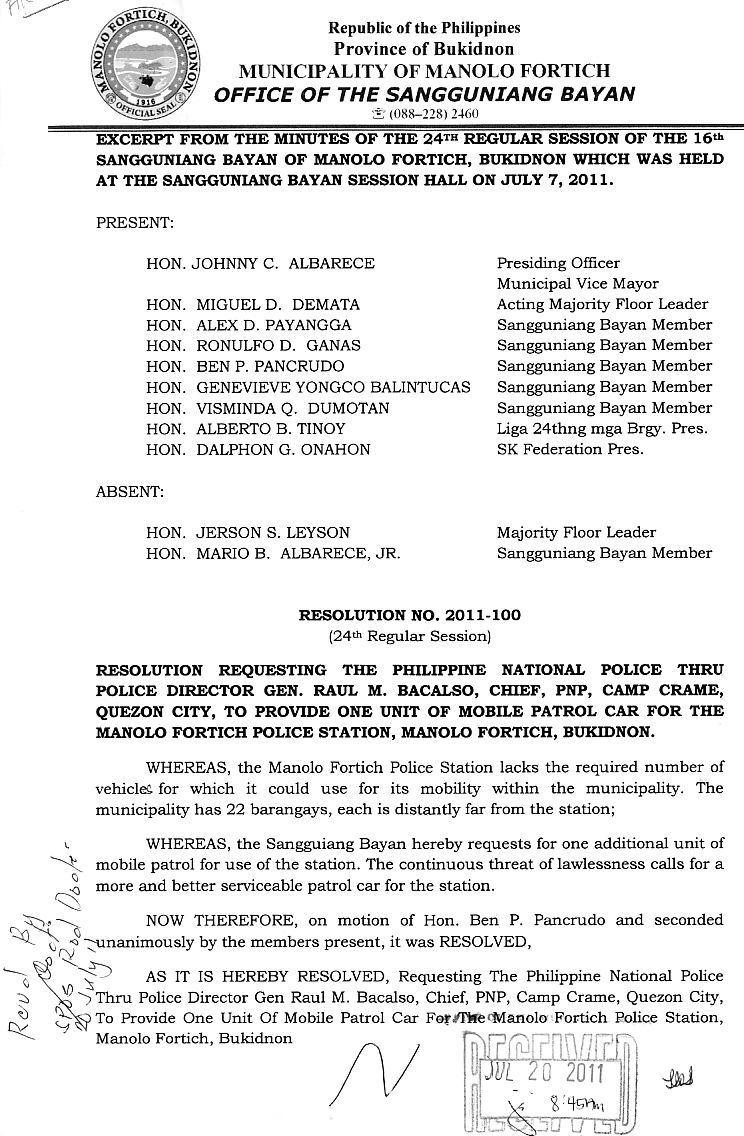 MANOLO FORTICH, BUKIDNON
1916
OFFICIAL SEAL
Republic of the Philippines
Province of Bukidnon
MUNICIPALITY OF MANOLO FORTICH
OFFICE OF THE SANGGUNIANG BAYAN
☏ (088–228) 2460
EXCERPT FROM THE MINUTES OF THE 24TH REGULAR SESSION OF THE 16th
SANGGUNIANG BAYAN OF MANOLO FORTICH, BUKIDNON WHICH WAS HELD
AT THE SANGGUNIANG BAYAN SESSION HALL ON JULY 7, 2011.
PRESENT:
HON. JOHNNY C. ALBARECE Presiding Officer
Municipal Vice Mayor
HON. MIGUEL D. DEMATA Acting Majority Floor Leader
HON. ALEX D. PAYANGGA Sangguniang Bayan Member
HON. RONULFO D. GANAS Sangguniang Bayan Member
HON. BEN P. PANCRUDO Sangguniang Bayan Member
HON. GENEVIEVE YONGCO BALINTUCAS Sangguniang Bayan Member
HON. VISMINDA Q. DUMOTAN Sangguniang Bayan Member
HON. ALBERTO B. TINOY Liga 24thng mga Brgy. Pres.
HON. DALPHON G. ONAHON SK Federation Pres.
ABSENT:
HON. JERSON S. LEYSON Majority Floor Leader
HON. MARIO B. ALBARECE, JR. Sangguniang Bayan Member
RESOLUTION NO. 2011-100
(24th Regular Session)
RESOLUTION REQUESTING THE PHILIPPINE NATIONAL POLICE THRU
POLICE DIRECTOR GEN. RAUL M. BACALSO, CHIEF, PNP, CAMP CRAME,
QUEZON CITY, TO PROVIDE ONE UNIT OF MOBILE PATROL CAR FOR THE
MANOLO FORTICH POLICE STATION, MANOLO FORTICH, BUKIDNON.
WHEREAS, the Manolo Fortich Police Station lacks the required number of
vehicles for which it could use for its mobility within the municipality. The
municipality has 22 barangays, each is distantly far from the station;
WHEREAS, the Sangguiang Bayan hereby requests for one additional unit of
mobile patrol for use of the station. The continuous threat of lawlessness calls for a
more and better serviceable patrol car for the station.
NOW THEREFORE, on motion of Hon. Ben P. Pancrudo and seconded
unanimously by the members present, it was RESOLVED,
AS IT IS HEREBY RESOLVED, Requesting The Philippine National Police
Thru Police Director Gen Raul M. Bacalso, Chief, PNP, Camp Crame, Quezon City,
To Provide One Unit Of Mobile Patrol Car For The Manolo Fortich Police Station,
Manolo Fortich, Bukidnon
Rcvd By
20 July 11
RECEIVED
JUL 20 2011
8:45Am